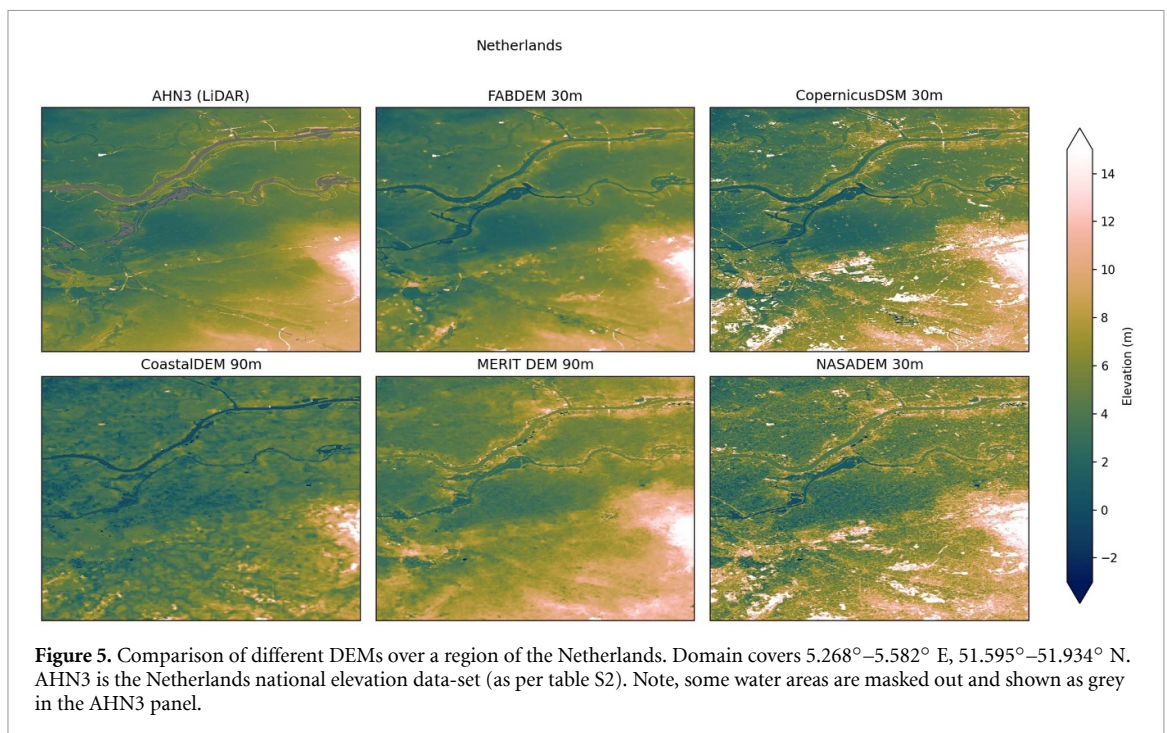 Netherlands
AHN3 (LiDAR)
FABDEM 30m
CopernicusDSM 30m
CoastalDEM 90m
MERIT DEM 90m
NASADEM 30m
14
12
10
8
6
4
2
0
−2
Elevation (m)
Figure 5. Comparison of different DEMs over a region of the Netherlands. Domain covers 5.268°–5.582° E, 51.595°–51.934° N.
AHN3 is the Netherlands national elevation data-set (as per table S2). Note, some water areas are masked out and shown as grey
in the AHN3 panel.